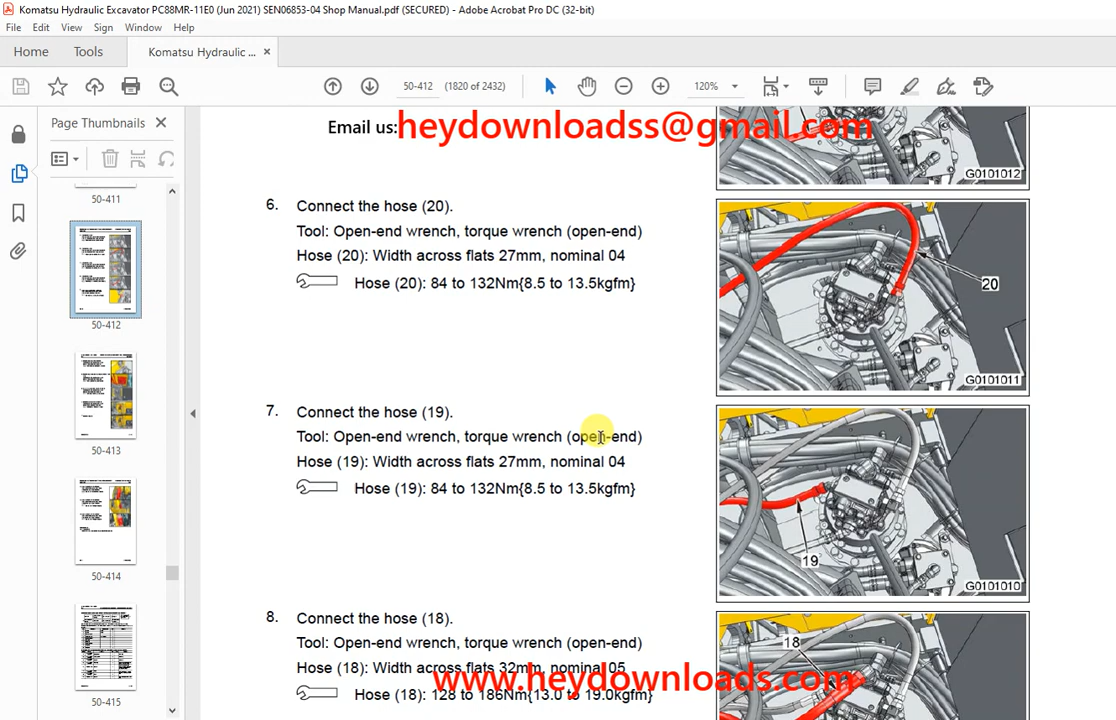 Komatsu Hydraulic Excavator PC88MR-11E0 (Jun 2021) SEN06853-04 Shop Manual.pdf (SECURED) - Adobe Acrobat Pro DC (32-bit)
File Edit View Sign Window Help
Home Tools Komatsu Hydraulic ... ×
50-412 (1820 of 2432) 120%
Page Thumbnails
50-411
50-412
50-413
50-414
50-415
Email us:heydownloadss@gmail.com
G0101012
6. Connect the hose (20).
Tool: Open-end wrench, torque wrench (open-end)
Hose (20): Width across flats 27mm, nominal 04
Hose (20): 84 to 132Nm{8.5 to 13.5kgfm}
20
G0101011
7. Connect the hose (19).
Tool: Open-end wrench, torque wrench (open-end)
Hose (19): Width across flats 27mm, nominal 04
Hose (19): 84 to 132Nm{8.5 to 13.5kgfm}
19
G0101010
8. Connect the hose (18).
Tool: Open-end wrench, torque wrench (open-end)
Hose (18): Width across flats 32mm, nominal 05
www.heydownloads.com
Hose (18): 128 to 186Nm{13.0 to 19.0kgfm}
18